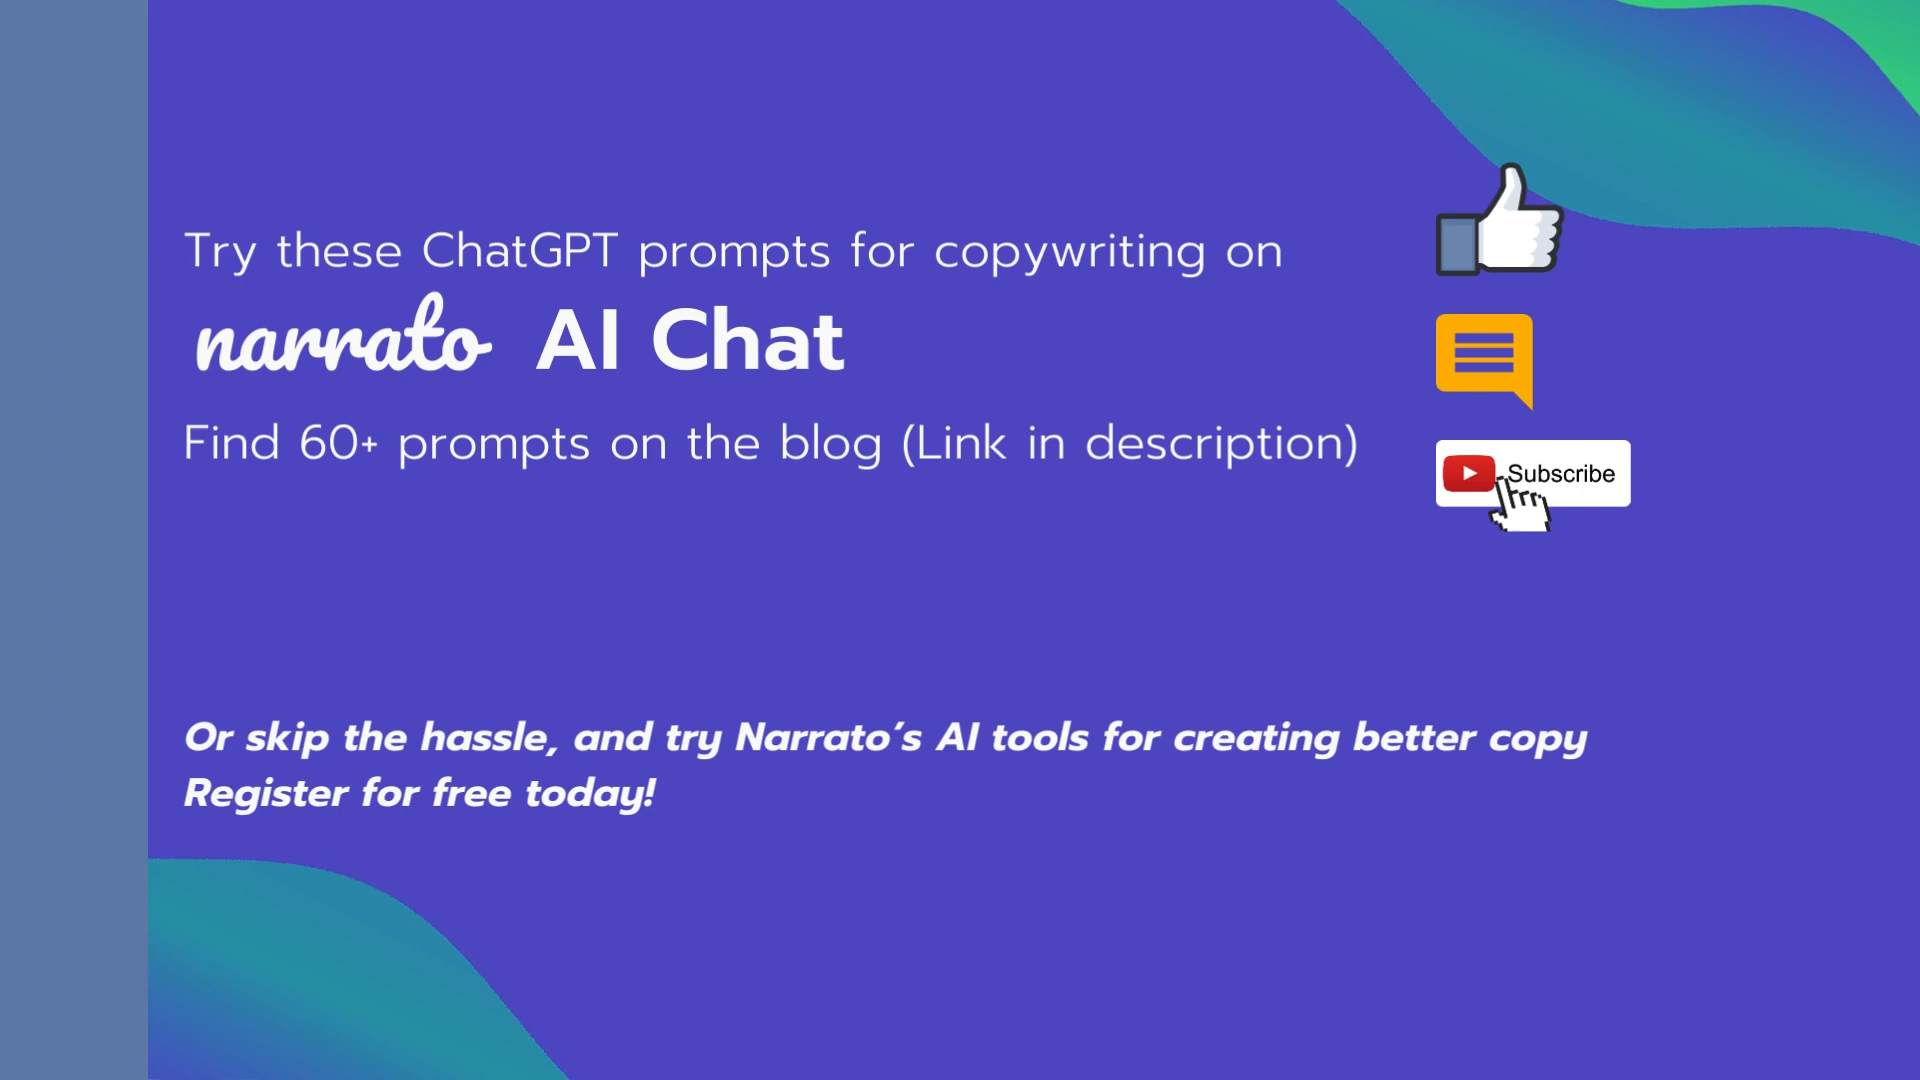 Try these ChatGPT prompts for copywriting on
narrato AI Chat
Find 60+ prompts on the blog (Link in description)
Subscribe
Or skip the hassle, and try Narrato’s AI tools for creating better copy
Register for free today!